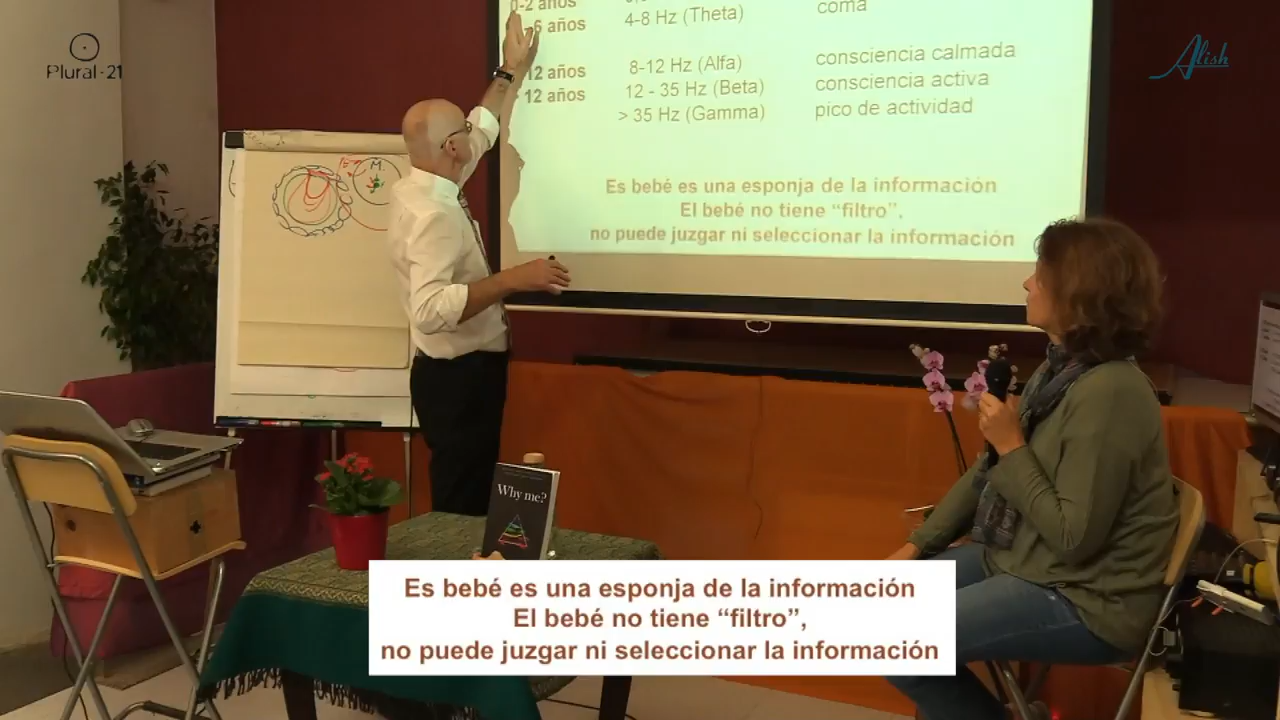 Plural-21
Alish
0-2 años
6 años
4-8 Hz (Theta)
coma
12 años
8-12 Hz (Alfa)
consciencia calmada
12 años
12 - 35 Hz (Beta)
consciencia activa
> 35 Hz (Gamma)
pico de actividad
Es bebé es una esponja de la información
El bebé no tiene “filtro”,
no puede juzgar ni seleccionar la información
M.
Why me?
Es bebé es una esponja de la información
El bebé no tiene “filtro”,
no puede juzgar ni seleccionar la información